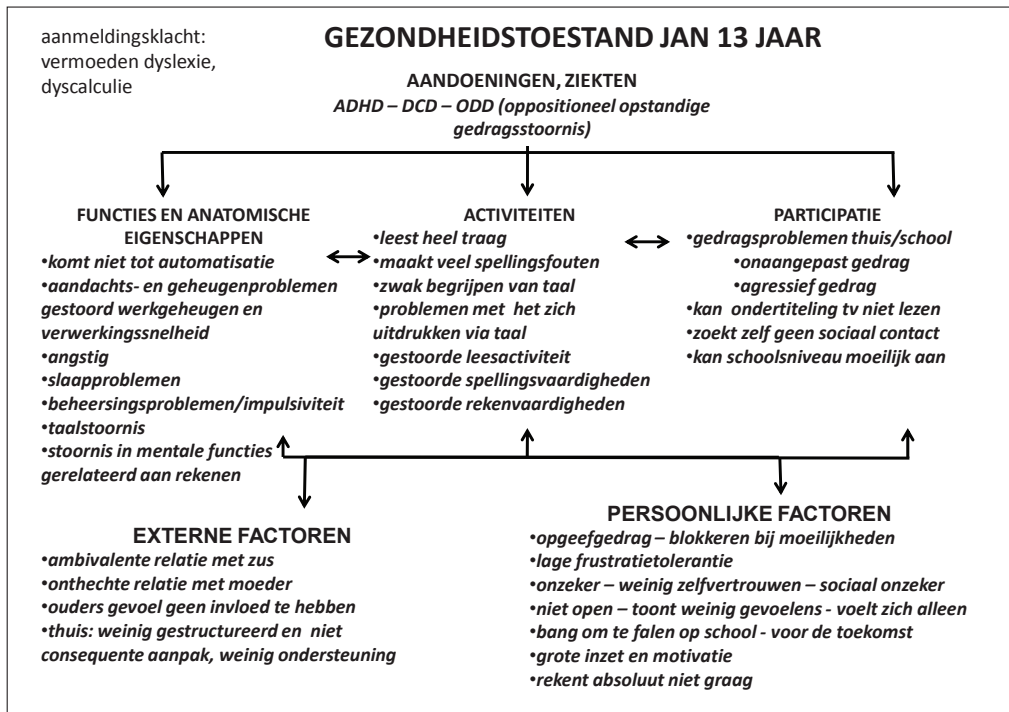 aanmeldingsklacht:
vermoeden dyslexie,
dyscalculie
GEZONDHEIDSTOESTAND JAN 13 JAAR
AANDOENINGEN, ZIEKTEN
ADHD – DCD – ODD (oppositioneel opstandige
gedragsstoornis)
FUNCTIES EN ANATOMISCHE
EIGENSCHAPPEN
•komt niet tot automatisatie
•aandachts- en geheugenproblemen
gestoord werkgeheugen en
verwerkingssnelheid
•angstig
•slaapproblemen
•beheersingsproblemen/impulsiviteit
•taalstoornis
•stoornis in mentale functies
gerelateerd aan rekenen
ACTIVITEITEN
•leest heel traag
•maakt veel spellingsfouten
•zwak begrijpen van taal
•problemen met het zich
uitdrukken via taal
•gestoorde leesactiviteit
•gestoorde spellingsvaardigheden
•gestoorde rekenvaardigheden
PARTICIPATIE
•gedragsproblemen thuis/school
•onaangepast gedrag
•agressief gedrag
•kan ondertiteling tv niet lezen
•zoekt zelf geen sociaal contact
•kan schoolsniveau moeilijk aan
EXTERNE FACTOREN
•ambivalente relatie met zus
•onthechte relatie met moeder
•ouders gevoel geen invloed te hebben
•thuis: weinig gestructureerd en niet
consequente aanpak, weinig ondersteuning
PERSOONLIJKE FACTOREN
•opgeefgedrag – blokkeren bij moeilijkheden
•lage frustratietolerantie
•onzeker – weinig zelfvertrouwen – sociaal onzeker
•niet open – toont weinig gevoelens - voelt zich alleen
•bang om te falen op school - voor de toekomst
•grote inzet en motivatie
•rekent absoluut niet graag